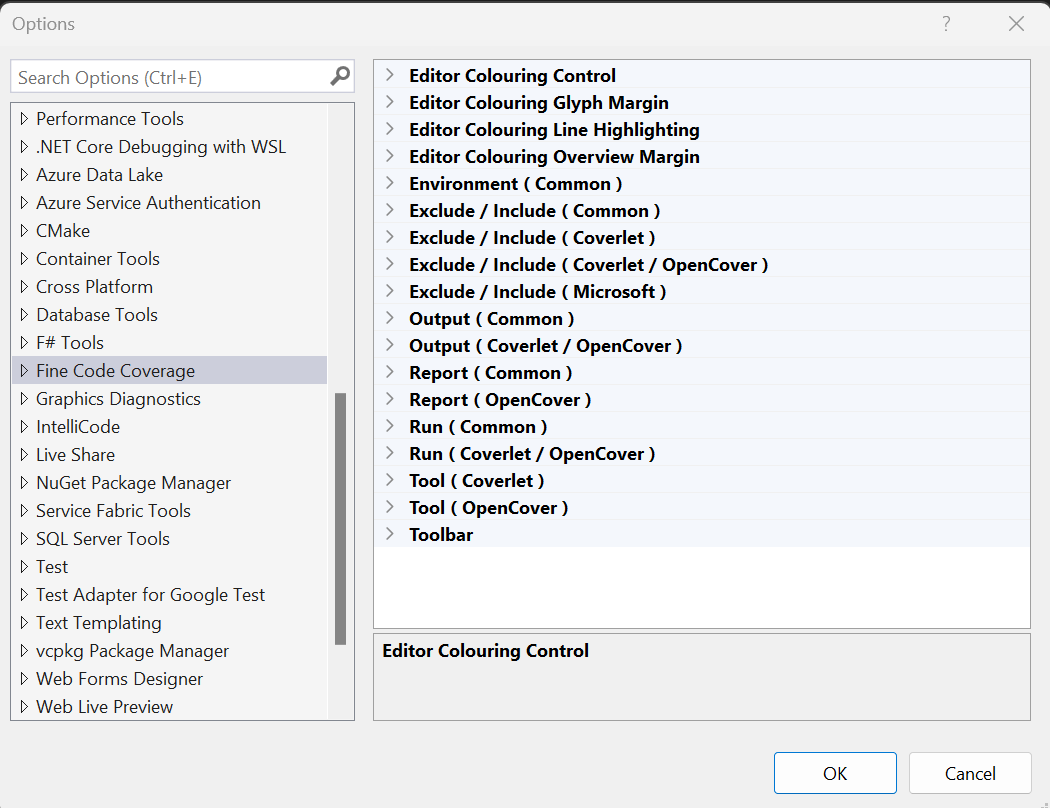 Options
?
Search Options (Ctrl+E)
Performance Tools
.NET Core Debugging with WSL
Azure Data Lake
Azure Service Authentication
CMake
Container Tools
Cross Platform
Database Tools
F# Tools
Fine Code Coverage
Graphics Diagnostics
IntelliCode
Live Share
NuGet Package Manager
Service Fabric Tools
SQL Server Tools
Test
Test Adapter for Google Test
Text Templating
vcpkg Package Manager
Web Forms Designer
Web Live Preview
Editor Colouring Control
Editor Colouring Glyph Margin
Editor Colouring Line Highlighting
Editor Colouring Overview Margin
Environment ( Common )
Exclude / Include ( Common )
Exclude / Include ( Coverlet )
Exclude / Include ( Coverlet / OpenCover )
Exclude / Include ( Microsoft )
Output ( Common )
Output ( Coverlet / OpenCover )
Report ( Common )
Report ( OpenCover )
Run ( Common )
Run ( Coverlet / OpenCover )
Tool ( Coverlet )
Tool ( OpenCover )
Toolbar
Editor Colouring Control
OK
Cancel